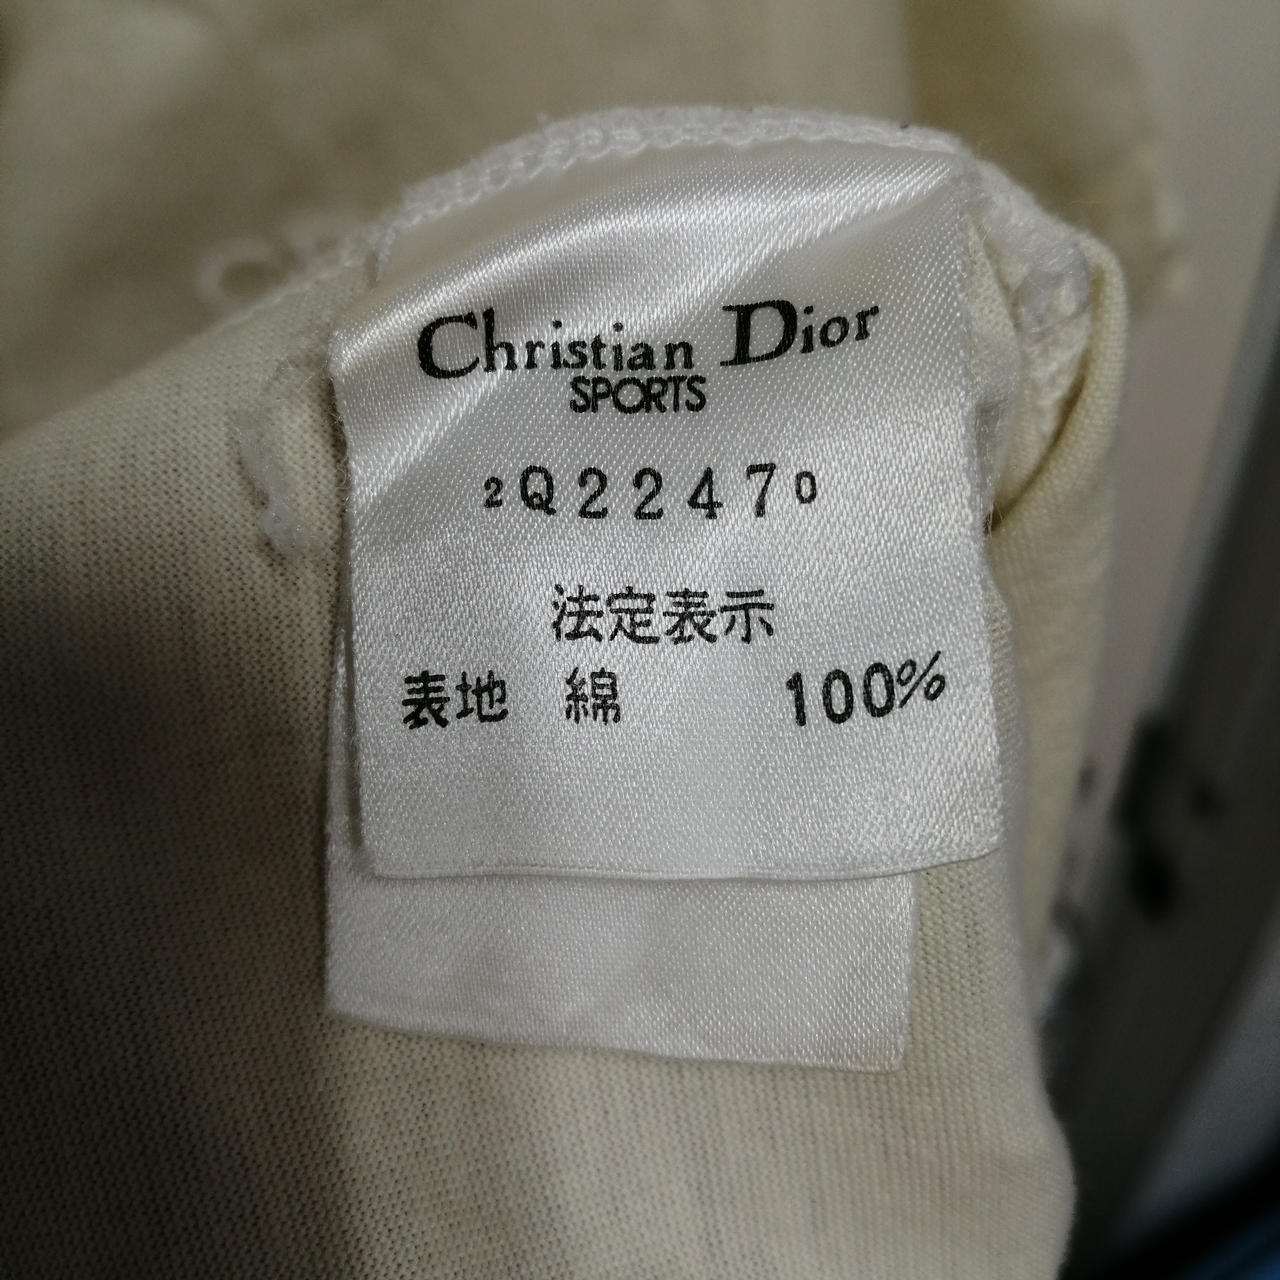 Christian Dior
SPORTS
2Q22470
法定表示
表地 綿 100%